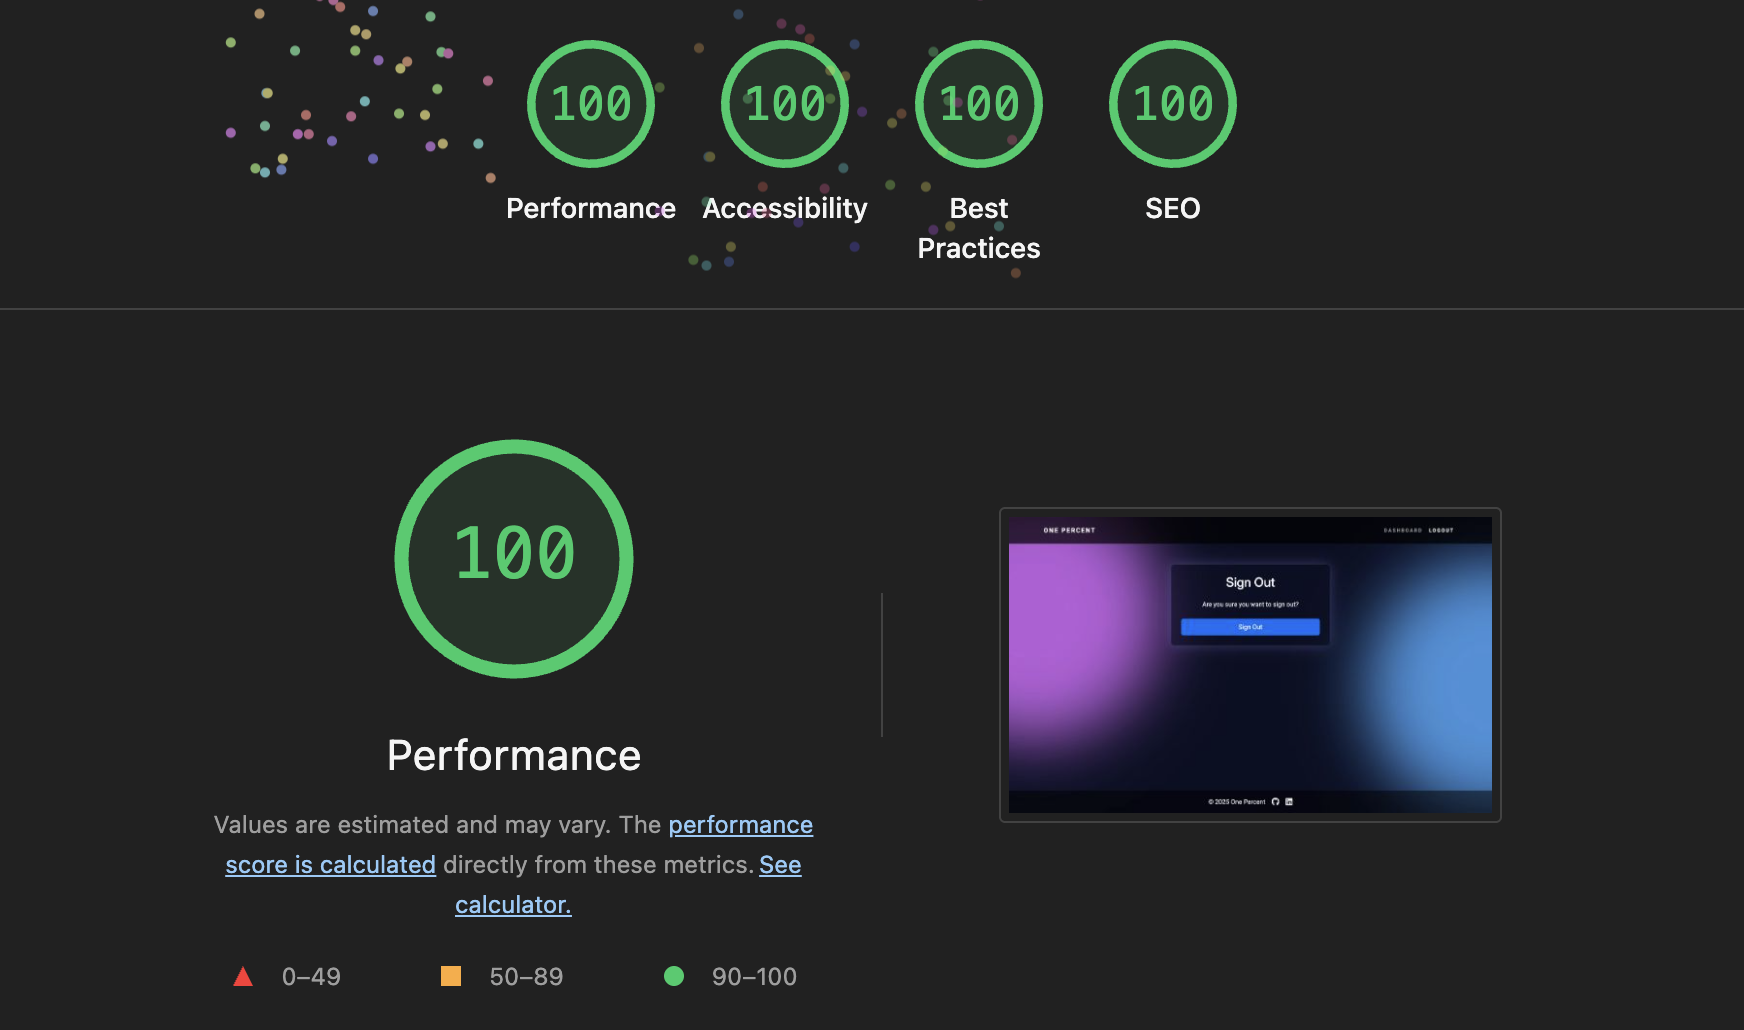 100
100
100
100
Performance
Accessibility
Best
Practices
SEO
100
Performance
Values are estimated and may vary. The performance
score is calculated directly from these metrics. See
calculator.
0–49
50–89
90–100
ONE PERCENT
DASHBOARD
LOGOUT
Sign Out
Are you sure you want to sign out?
Sign Out
© 2025 One Percent